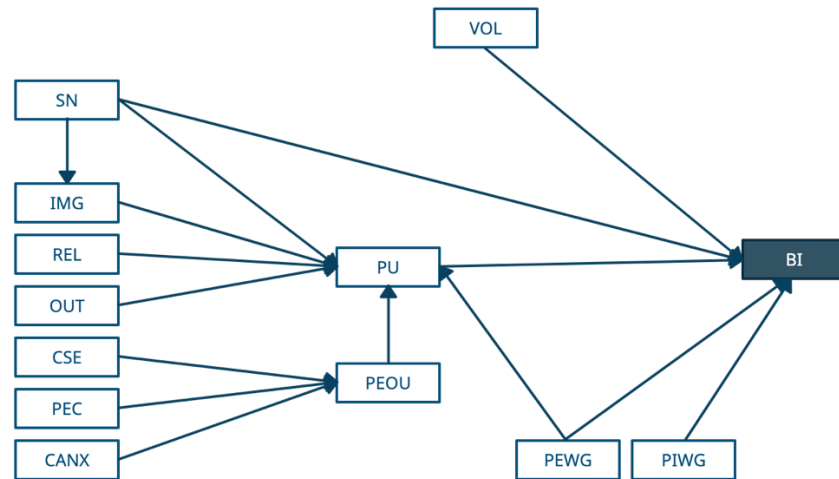 VOL
SN
IMG
REL
PU
BI
OUT
CSE
PEOU
PEC
CANX
PEWG
PIWG